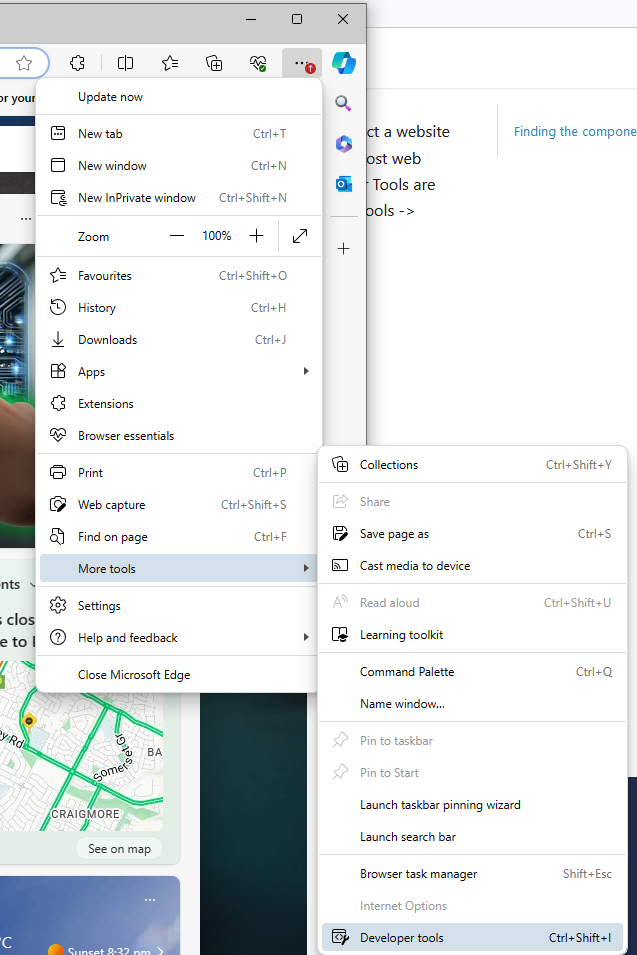 or your
Update now
New tab Ctrl+T
New window Ctrl+N
New InPrivate window Ctrl+Shift+N
Zoom 100%
Favourites Ctrl+Shift+O
History Ctrl+H
Downloads Ctrl+J
Apps
Extensions
Browser essentials
Print Ctrl+P
Web capture Ctrl+Shift+S
Find on page Ctrl+F
More tools
Settings
Help and feedback
Close Microsoft Edge
ct a website
ost web
r Tools are
ools ->
Finding the compone
Collections Ctrl+Shift+Y
Share
Save page as Ctrl+S
Cast media to device
Read aloud Ctrl+Shift+U
Learning toolkit
Command Palette Ctrl+Q
Name window...
Pin to taskbar
Pin to Start
Launch taskbar pinning wizard
Launch search bar
Browser task manager Shift+Esc
Internet Options
Developer tools Ctrl+Shift+I
nts
s clos
e to
ey Rd
Somerset Gr
BA
CRAIGMORE
See on map
°C
Sunset 8:32 pm